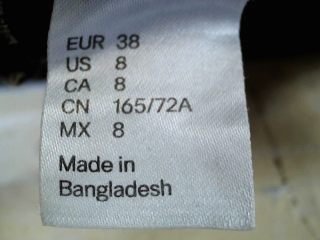 EUR 38
US 8
CA 8
CN 165/72A
MX 8
Made in
Bangladesh